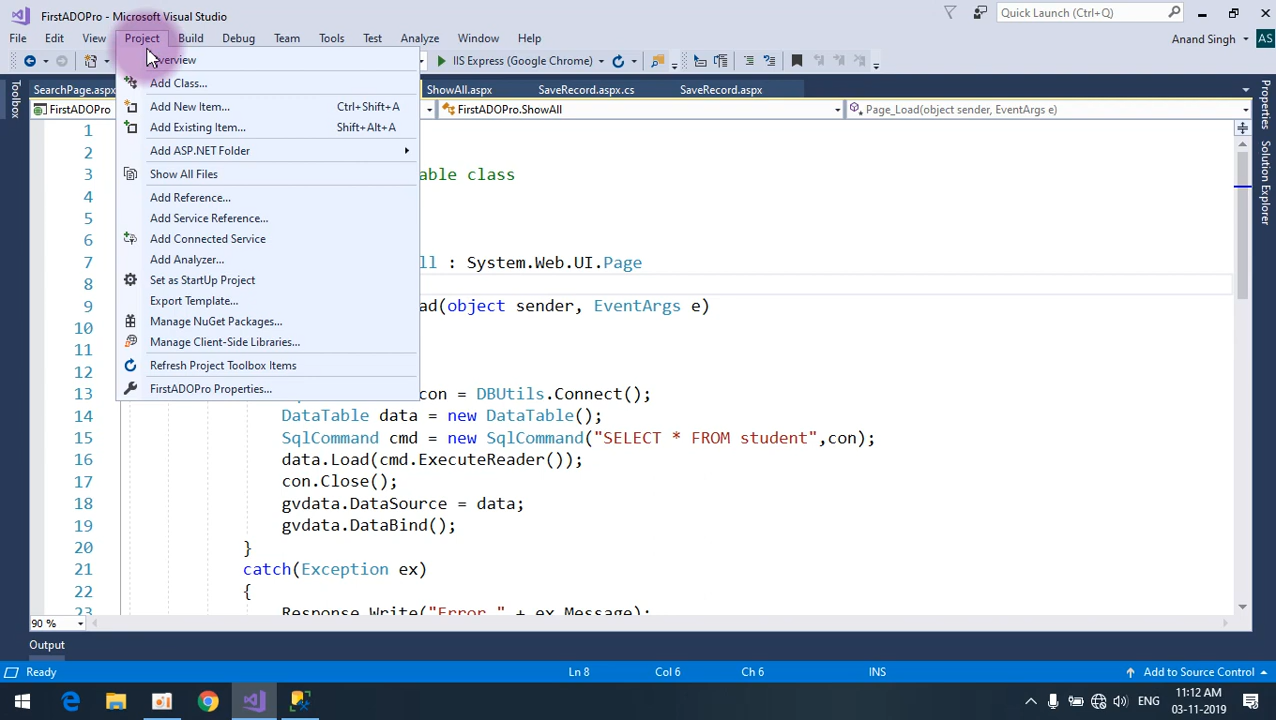 FirstADOPro - Microsoft Visual Studio
Quick Launch (Ctrl+Q)
File Edit View Project Build Debug Team Tools Test Analyze Window Help
Anand Singh AS
IIS Express (Google Chrome)
SearchPage.aspx ShowAll.aspx SaveRecord.aspx.cs SaveRecord.aspx
FirstADOPro FirstADOPro.ShowAll Page_Load(object sender, EventArgs e)
Toolbox
Properties
Solution Explorer
Add Class...
Add New Item... Ctrl+Shift+A
Add Existing Item... Shift+Alt+A
Add ASP.NET Folder
Show All Files
Add Reference...
Add Service Reference...
Add Connected Service
Add Analyzer...
Set as StartUp Project
Export Template...
Manage NuGet Packages...
Manage Client-Side Libraries...
Refresh Project Toolbox Items
FirstADOPro Properties...
1
2
3 able class
4
5
6
7 : System.Web.UI.Page
8
9 (object sender, EventArgs e)
10
11
12
13 con = DBUtils.Connect();
14 DataTable data = new DataTable();
15 SqlCommand cmd = new SqlCommand("SELECT * FROM student",con);
16 data.Load(cmd.ExecuteReader());
17 con.Close();
18 gvdata.DataSource = data;
19 gvdata.DataBind();
20 }
21 catch(Exception ex)
22 {
23 Response.Write("Error " + ex.Message);
90 %
Output
Ready Ln 8 Col 6 Ch 6 INS Add to Source Control
ENG 11:12 AM
03-11-2019